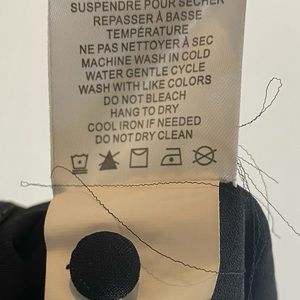 SUSPENDRE POUR SÉCHER
REPASSER À BASSE
TEMPÉRATURE
NE PAS NETTOYER À SEC
MACHINE WASH IN COLD
WATER GENTLE CYCLE
WASH WITH LIKE COLORS
DO NOT BLEACH
HANG TO DRY
COOL IRON IF NEEDED
DO NOT DRY CLEAN